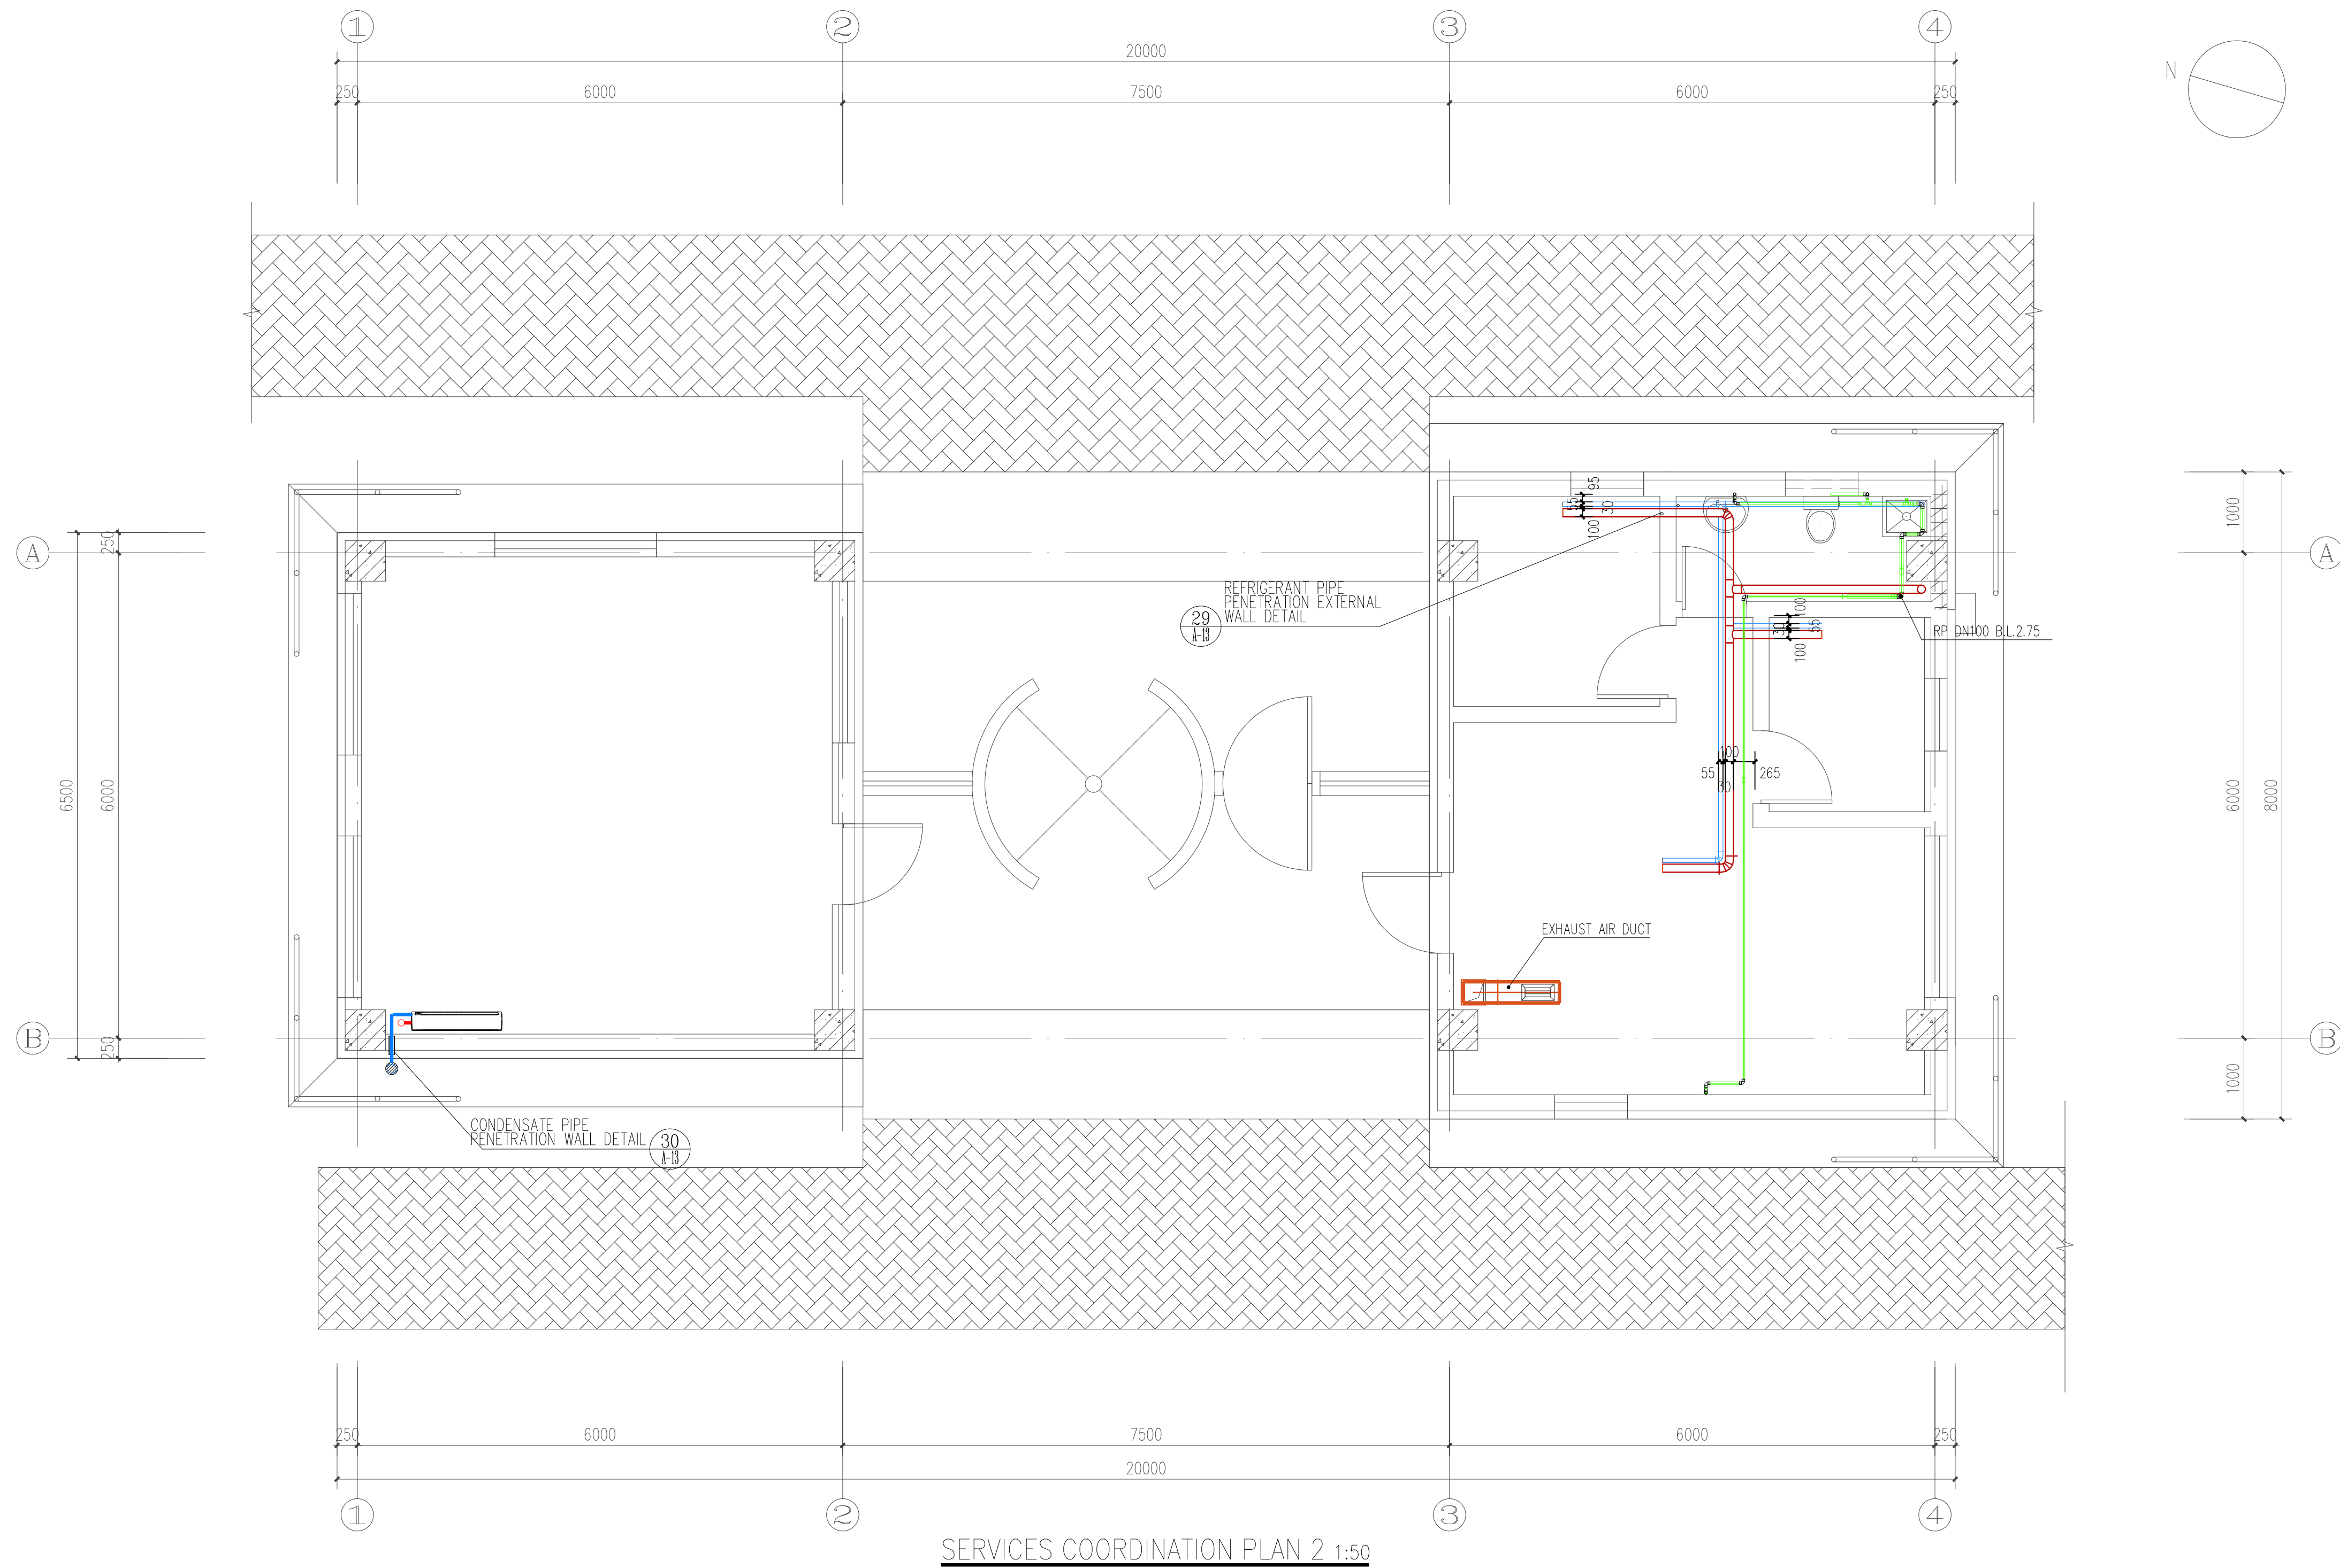 1
2
3
4
N
20000
250
6000
7500
6000
250
95
55
30
100
1000
A
250
A
REFRIGERANT PIPE
PENETRATION EXTERNAL
WALL DETAIL
29
A-13
100
55
30
100
RP DN100 B.L.2.75
100
55
265
30
6500
6000
6000
8000
EXHAUST AIR DUCT
B
250
B
1000
CONDENSATE PIPE
PENETRATION WALL DETAIL
30
A-13
250
6000
7500
6000
250
20000
1
2
3
4
SERVICES COORDINATION PLAN 2 1:50